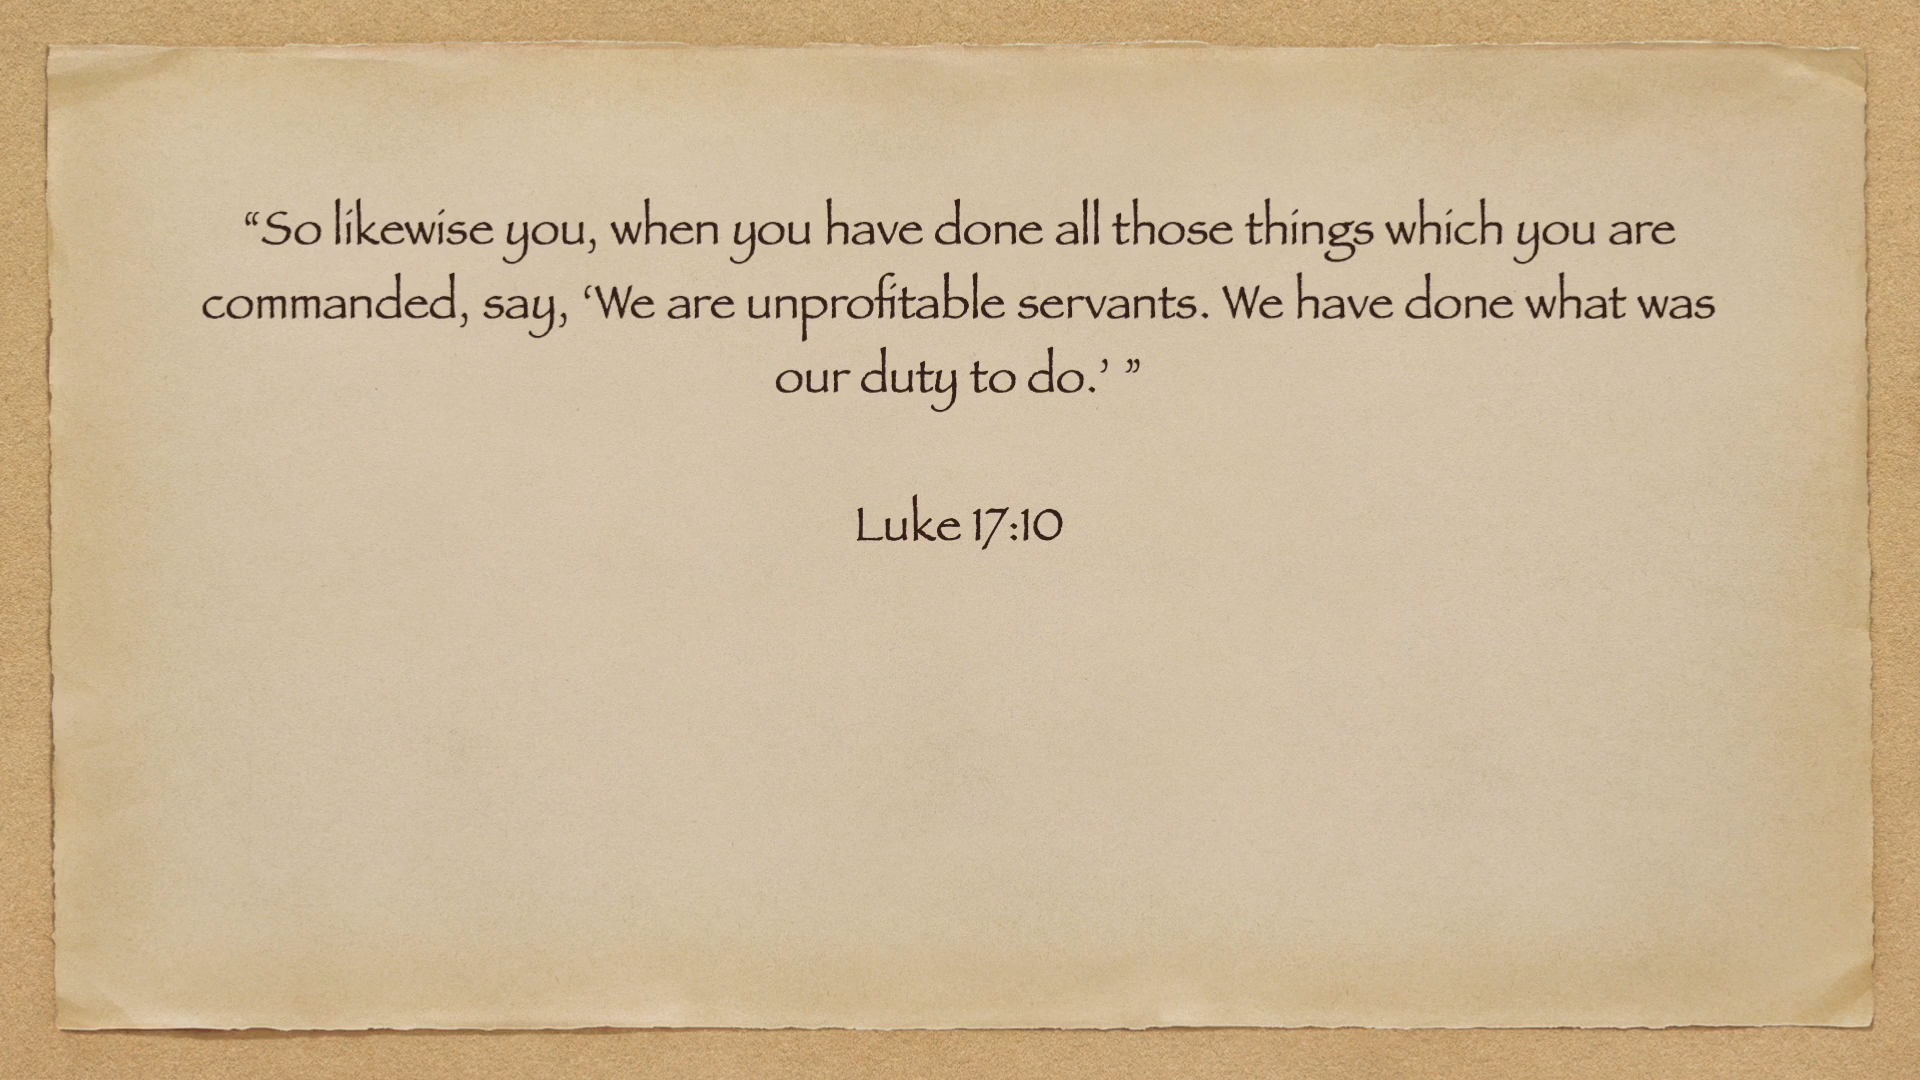 “So likewise you, when you have done all those things which you are
commanded, say, ‘We are unprofitable servants. We have done what was
our duty to do.’ ”
Luke 17:10